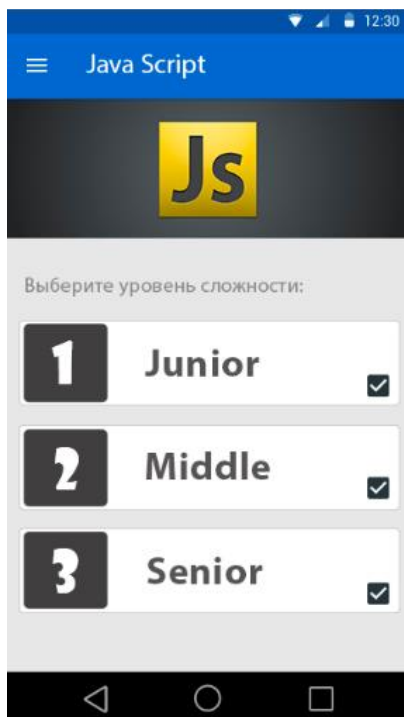 12:30
Java Script
Js
Выберите уровень сложности:
1 Junior
2 Middle
3 Senior